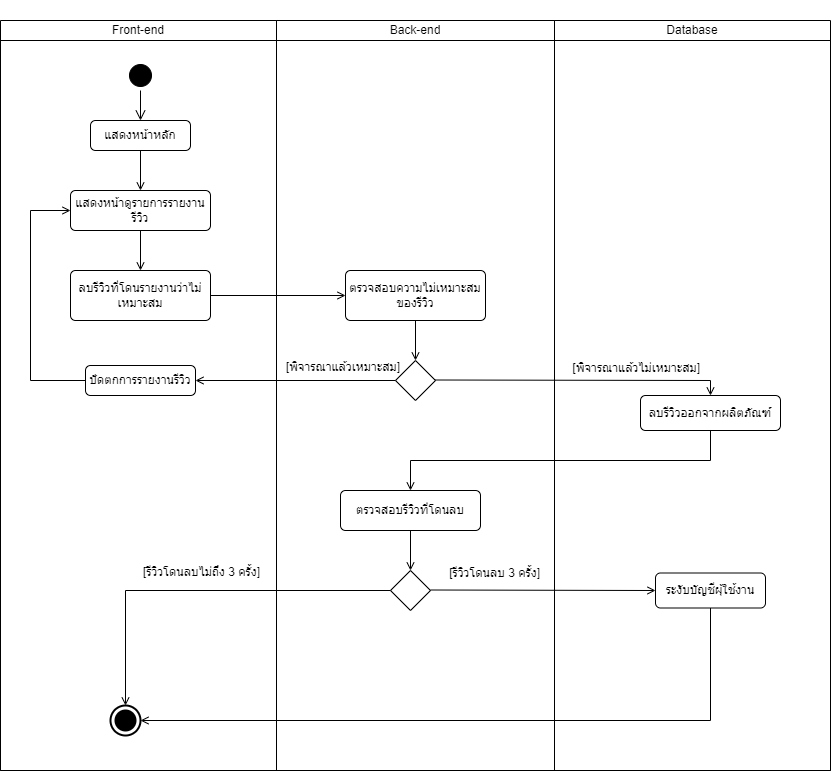 Front-end
Back-end
Database
แสดงหน้าหลัก
แสดงหน้าดูรายการรายงาน
รีวิว
ลบรีวิวที่โดนรายงานว่าไม่
เหมาะสม
ตรวจสอบความไม่เหมาะสม
ของรีวิว
[พิจารณาแล้วเหมาะสม]
[พิจารณาแล้วไม่เหมาะสม]
ปัดตกการรายงานรีวิว
ลบรีวิวออกจากผลิตภัณฑ์
ตรวจสอบรีวิวที่โดนลบ
[รีวิวโดนลบไม่ถึง 3 ครั้ง]
[รีวิวโดนลบ 3 ครั้ง]
ระงับบัญชีผู้ใช้งาน